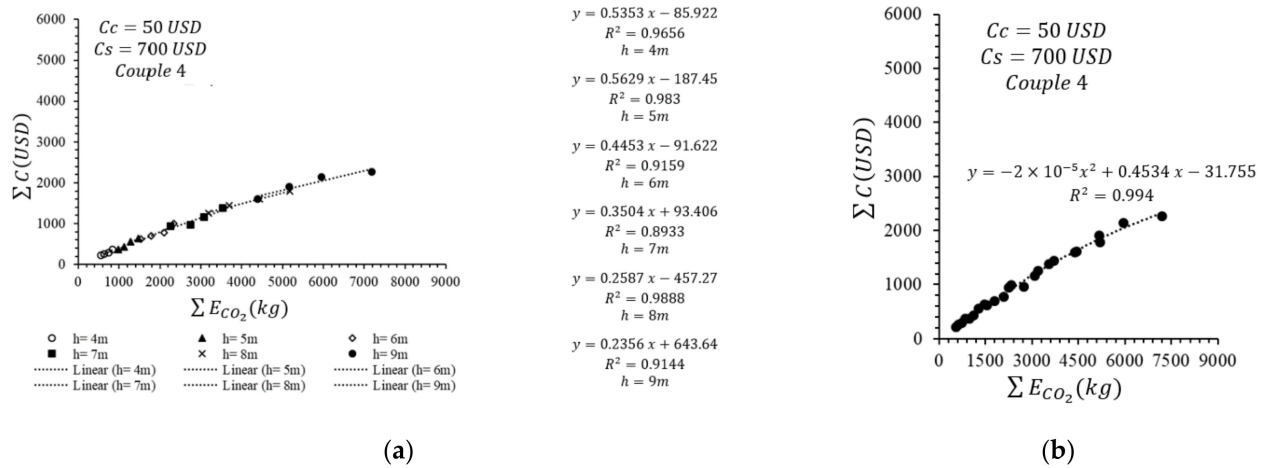 Cc = 50 USD
Cs = 700 USD
Couple 4
∑ C(USD)
6000
5000
4000
3000
2000
1000
0
0 1000 2000 3000 4000 5000 6000 7000 8000 9000
∑ E_CO₂ (kg)
h= 4m h= 5m h= 6m
h= 7m h= 8m h= 9m
Linear (h= 4m) Linear (h= 5m) Linear (h= 6m)
Linear (h= 7m) Linear (h= 8m) Linear (h= 9m)
y = 0.5353 x − 85.922
R² = 0.9656
h = 4m
y = 0.5629 x − 187.45
R² = 0.983
h = 5m
y = 0.4453 x − 91.622
R² = 0.9159
h = 6m
y = 0.3504 x + 93.406
R² = 0.8933
h = 7m
y = 0.2587 x − 457.27
R² = 0.9888
h = 8m
y = 0.2356 x + 643.64
R² = 0.9144
h = 9m
(a)
Cc = 50 USD
Cs = 700 USD
Couple 4
∑ C(USD)
6000
5000
4000
3000
2000
1000
0
y = −2 × 10⁻⁵x² + 0.4534 x − 31.755
R² = 0.994
0 1500 3000 4500 6000 7500 9000
∑ E_CO₂ (kg)
(b)